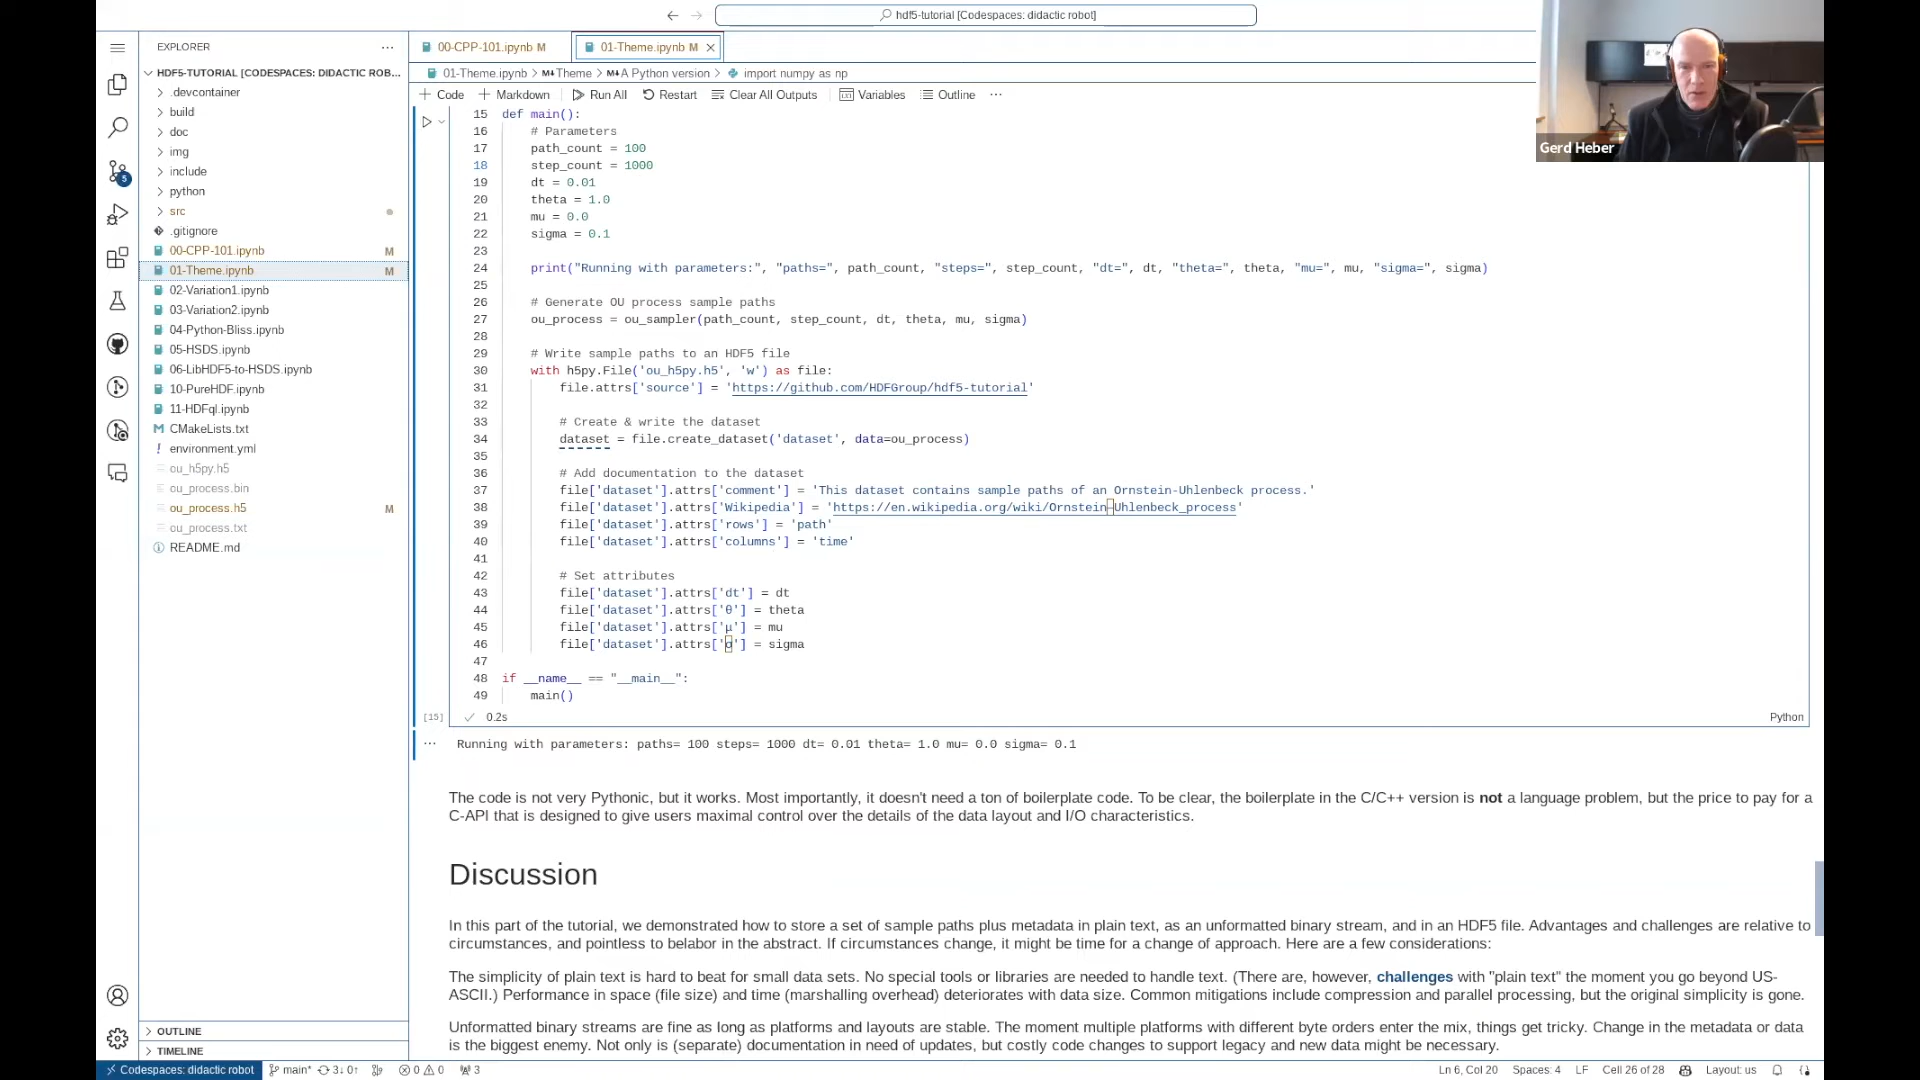 hdf5-tutorial [Codespaces: didactic robot]
EXPLORER
00-CPP-101.ipynb M
01-Theme.ipynb M
HDF5-TUTORIAL [CODESPACES: DIDACTIC ROB...
01-Theme.ipynb > M↓Theme > M↓A Python version > import numpy as np
Code Markdown Run All Restart Clear All Outputs Variables Outline ...
.devcontainer
build
doc
img
include
python
src
.gitignore
00-CPP-101.ipynb M
01-Theme.ipynb M
02-Variation1.ipynb
03-Variation2.ipynb
04-Python-Bliss.ipynb
05-HSDS.ipynb
06-LibHDF5-to-HSDS.ipynb
10-PureHDF.ipynb
11-HDFql.ipynb
CMakeLists.txt
environment.yml
ou_h5py.h5
ou_process.bin
ou_process.h5 M
ou_process.txt
README.md
OUTLINE
TIMELINE
5
Gerd Heber
15 def main():
16 # Parameters
17 path_count = 100
18 step_count = 1000
19 dt = 0.01
20 theta = 1.0
21 mu = 0.0
22 sigma = 0.1
23
24 print("Running with parameters:", "paths=", path_count, "steps=", step_count, "dt=", dt, "theta=", theta, "mu=", mu, "sigma=", sigma)
25
26 # Generate OU process sample paths
27 ou_process = ou_sampler(path_count, step_count, dt, theta, mu, sigma)
28
29 # Write sample paths to an HDF5 file
30 with h5py.File('ou_h5py.h5', 'w') as file:
31 file.attrs['source'] = 'https://github.com/HDFGroup/hdf5-tutorial'
32
33 # Create & write the dataset
34 dataset = file.create_dataset('dataset', data=ou_process)
35
36 # Add documentation to the dataset
37 file['dataset'].attrs['comment'] = 'This dataset contains sample paths of an Ornstein-Uhlenbeck process.'
38 file['dataset'].attrs['Wikipedia'] = 'https://en.wikipedia.org/wiki/Ornstein–Uhlenbeck_process'
39 file['dataset'].attrs['rows'] = 'path'
40 file['dataset'].attrs['columns'] = 'time'
41
42 # Set attributes
43 file['dataset'].attrs['dt'] = dt
44 file['dataset'].attrs['θ'] = theta
45 file['dataset'].attrs['μ'] = mu
46 file['dataset'].attrs['σ'] = sigma
47
48 if __name__ == "__main__":
49 main()
[15] 0.2s Python
... Running with parameters: paths= 100 steps= 1000 dt= 0.01 theta= 1.0 mu= 0.0 sigma= 0.1
The code is not very Pythonic, but it works. Most importantly, it doesn't need a ton of boilerplate code. To be clear, the boilerplate in the C/C++ version is not a language problem, but the price to pay for a
C-API that is designed to give users maximal control over the details of the data layout and I/O characteristics.
Discussion
In this part of the tutorial, we demonstrated how to store a set of sample paths plus metadata in plain text, as an unformatted binary stream, and in an HDF5 file. Advantages and challenges are relative to
circumstances, and pointless to belabor in the abstract. If circumstances change, it might be time for a change of approach. Here are a few considerations:
The simplicity of plain text is hard to beat for small data sets. No special tools or libraries are needed to handle text. (There are, however, challenges with "plain text" the moment you go beyond US-
ASCII.) Performance in space (file size) and time (marshalling overhead) deteriorates with data size. Common mitigations include compression and parallel processing, but the original simplicity is gone.
Unformatted binary streams are fine as long as platforms and layouts are stable. The moment multiple platforms with different byte orders enter the mix, things get tricky. Change in the metadata or data
is the biggest enemy. Not only is (separate) documentation in need of updates, but costly code changes to support legacy and new data might be necessary.
Codespaces: didactic robot main* 3↓ 0↑ 0 0 3 Ln 6, Col 20 Spaces: 4 LF Cell 26 of 28 Layout: us